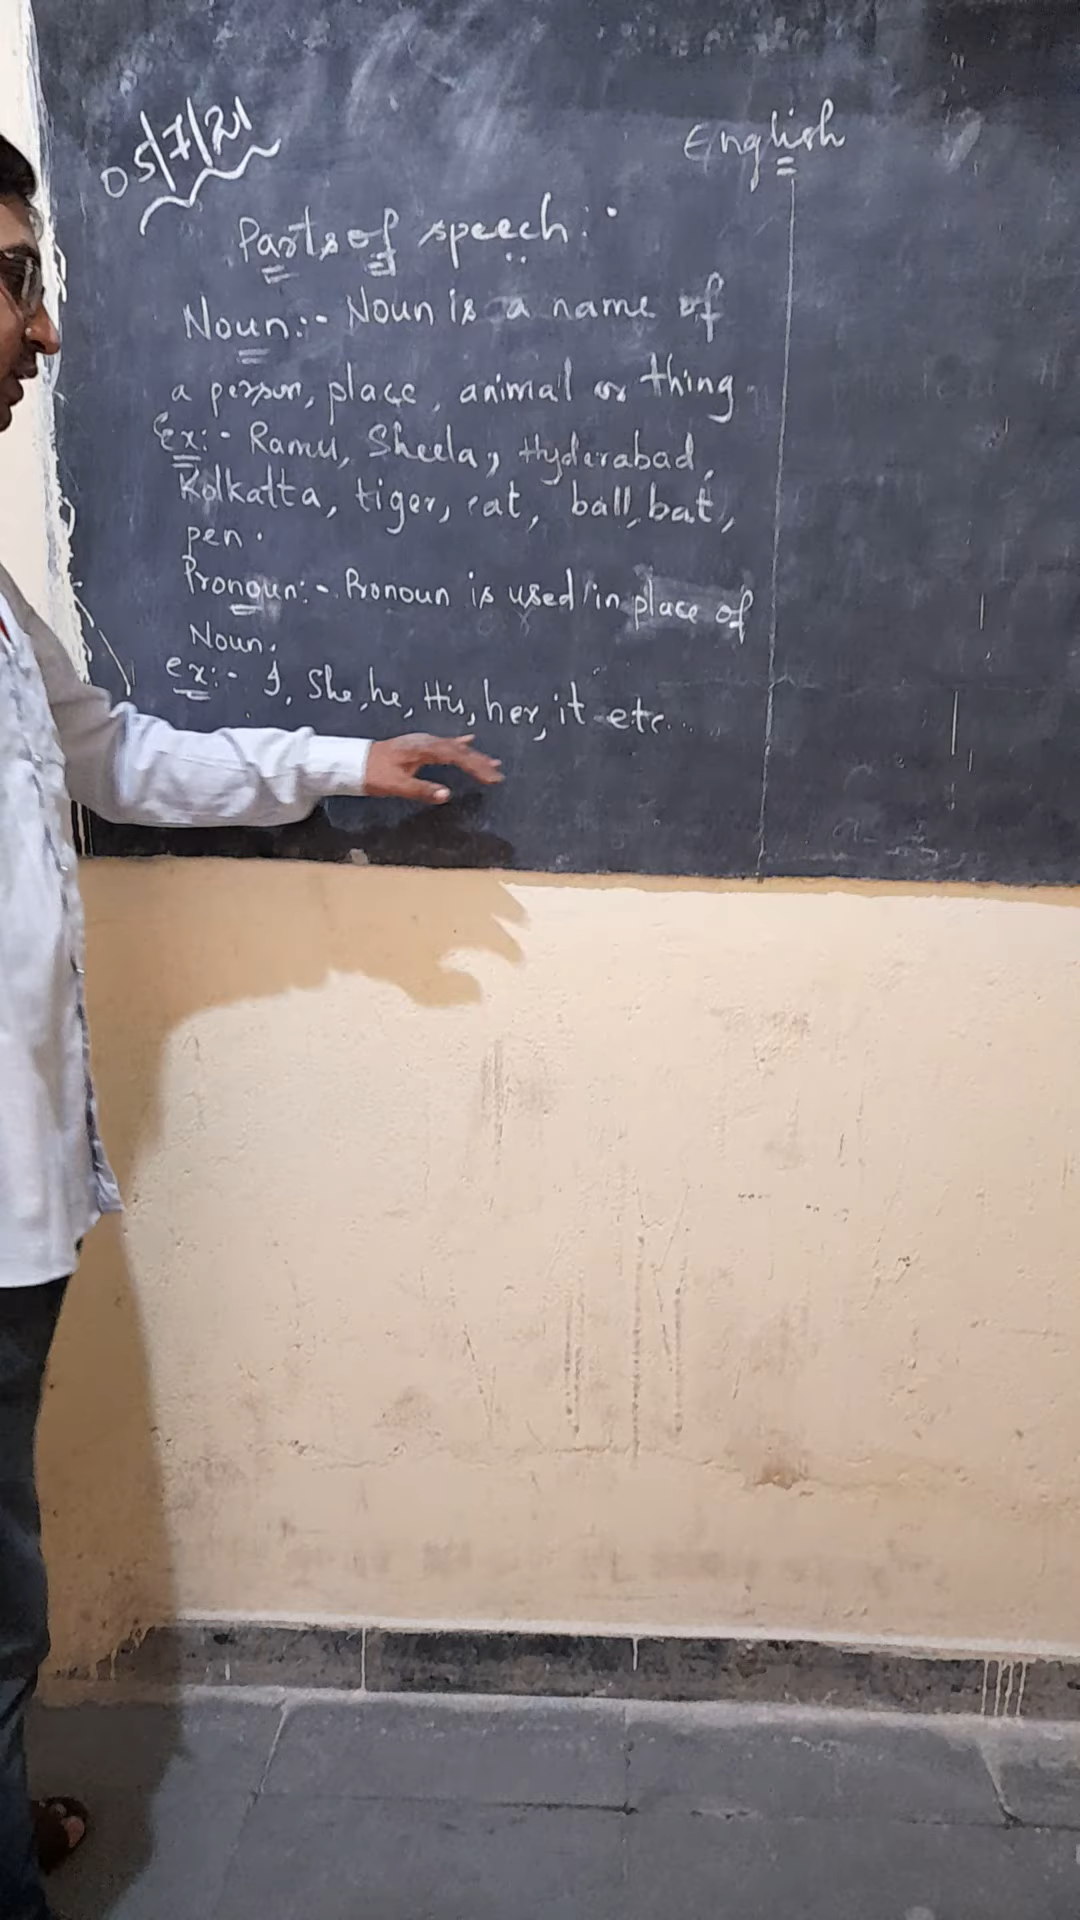 05/7/21
English
Parts of speech:
Noun:- Noun is a name of
a person, place, animal or thing.
Ex:- Ramu, Sheela, Hyderabad,
Kolkatta, tiger, cat, ball, bat,
pen.
Pronoun:- Pronoun is used in place of
Noun.
ex:- I, She, he, His, her, it etc...